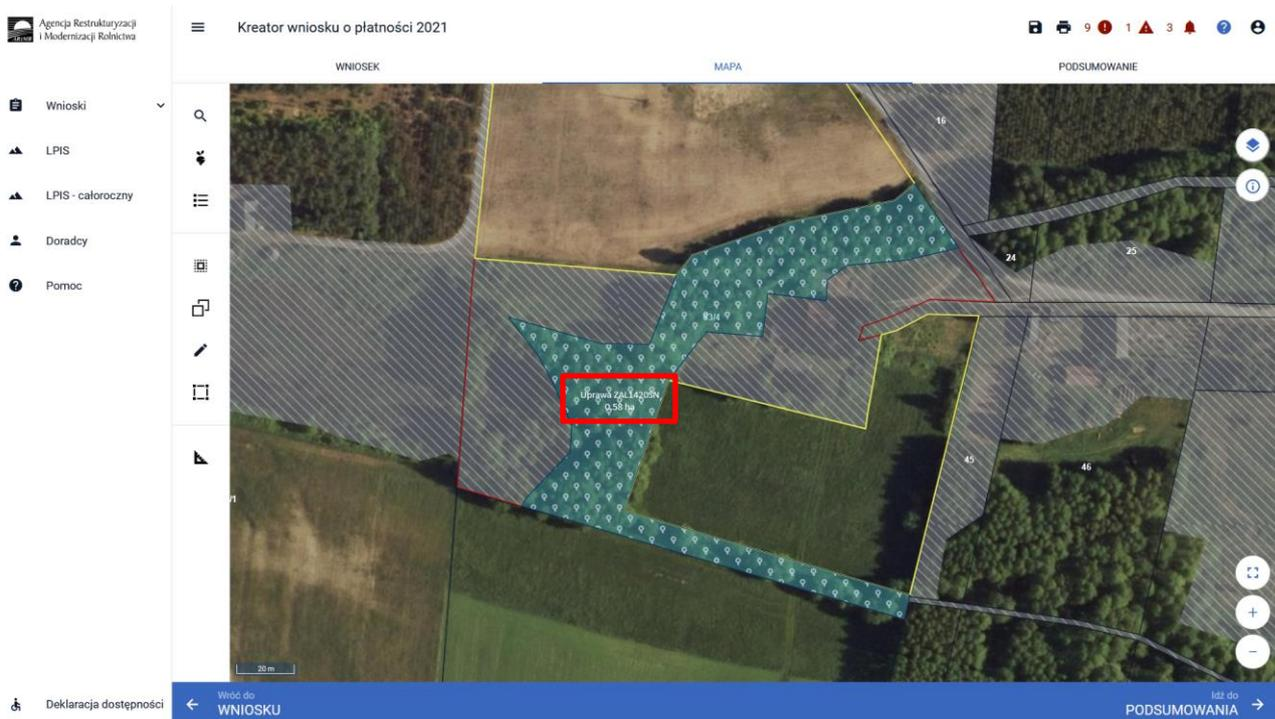 Agencja Restrukturyzacji
i Modernizacji Rolnictwa
Kreator wniosku o płatności 2021
9
1
3
WNIOSEK
MAPA
PODSUMOWANIE
Wnioski
LPIS
LPIS - całoroczny
Doradcy
Pomoc
16
24
25
Uprawa ZAL14205N
0,58 ha
45
46
20 m
Deklaracja dostępności
Wróć do
WNIOSKU
Idź do
PODSUMOWANIA